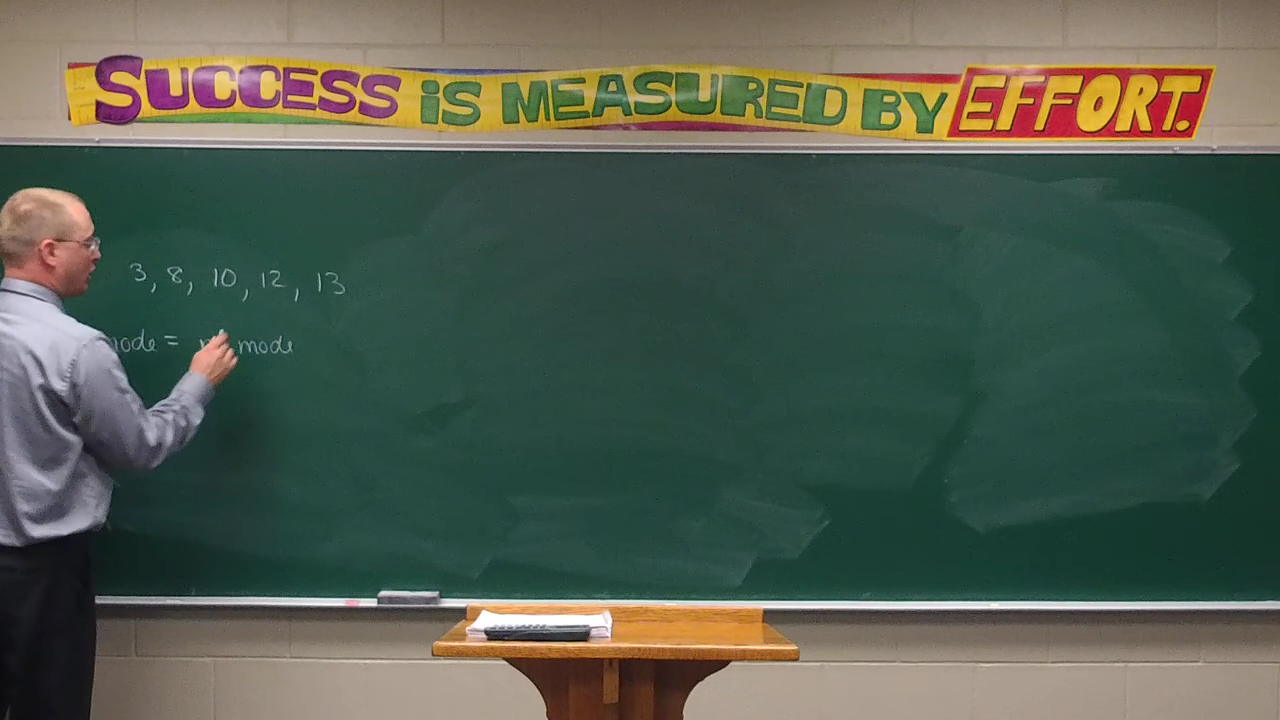 SUCCESS iS MEASURED BY EFFORT.
3, 8, 10, 12, 13
= mode